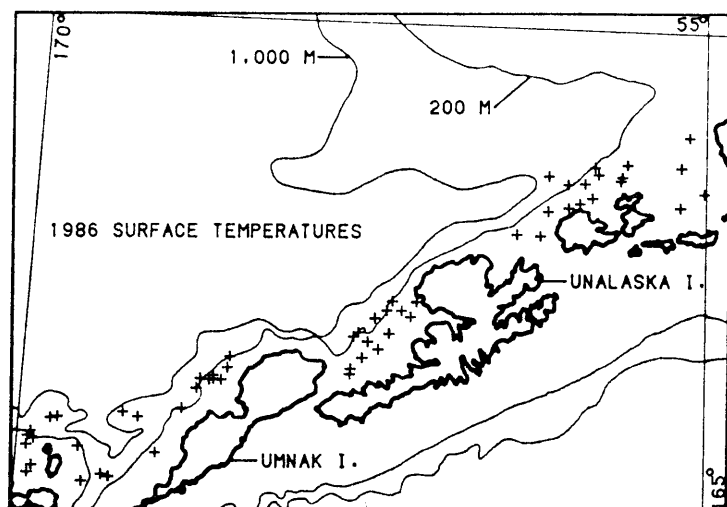 170°
55°
1.000 M
200 M
1986 SURFACE TEMPERATURES
UNALASKA I.
UMNAK I.
165°